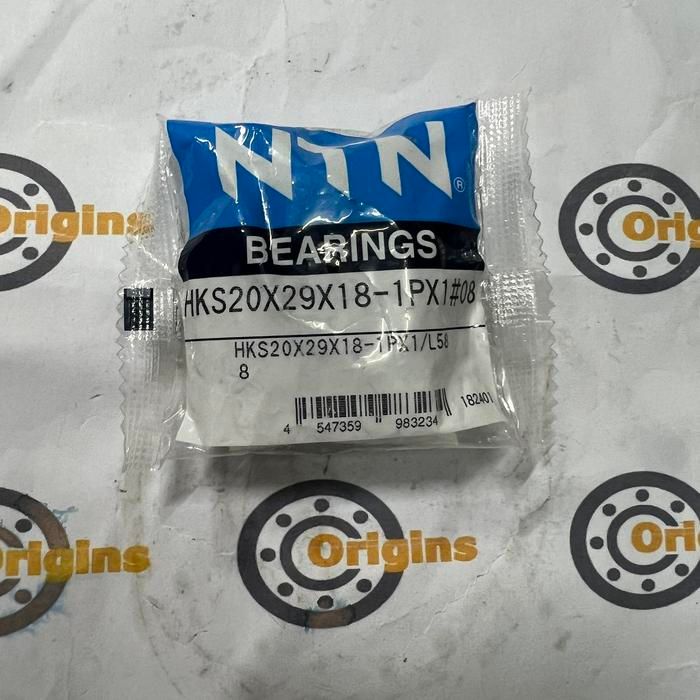 NTN®
BEARINGS
HKS20X29X18-1PX1#08
HKS20X29X18-1PX1/L58
8
4 547359 983234
182401
Origins
Origins
Origins
Origins
Origins